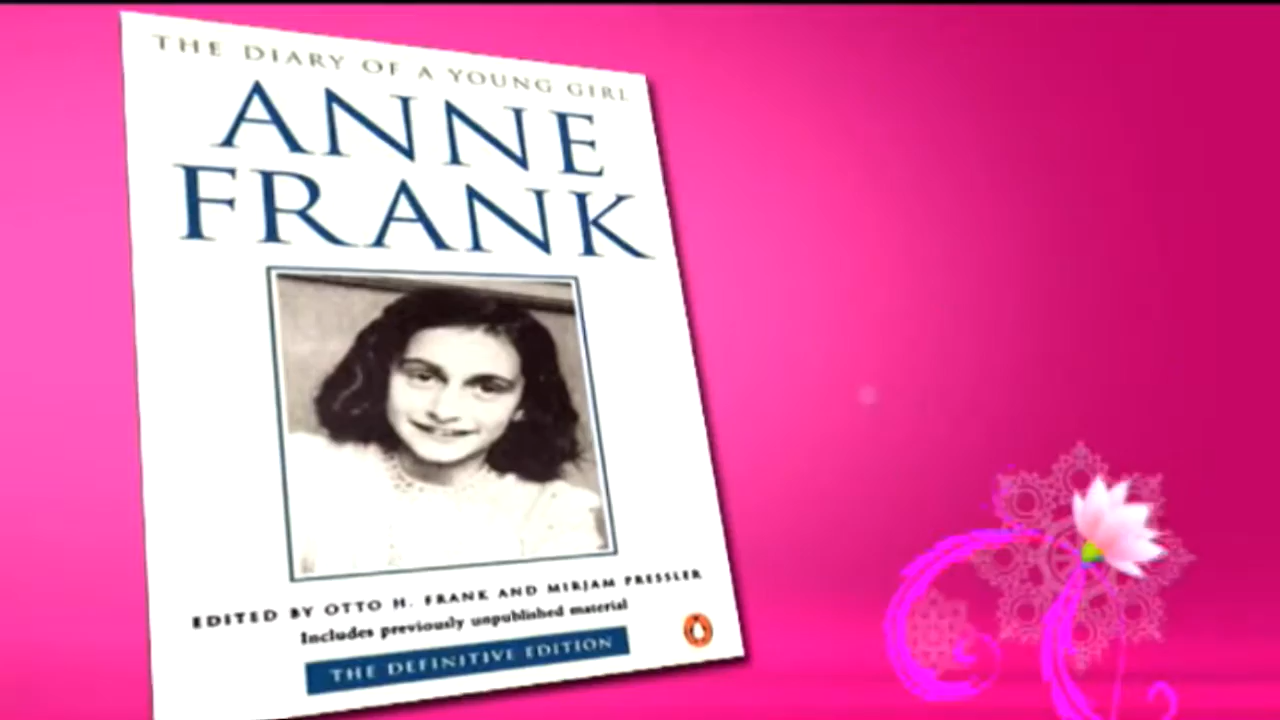 THE DIARY OF A YOUNG GIRL
ANNE
FRANK
EDITED BY OTTO H. FRANK AND MIRJAM PRESSLER
Includes previously unpublished material
THE DEFINITIVE EDITION